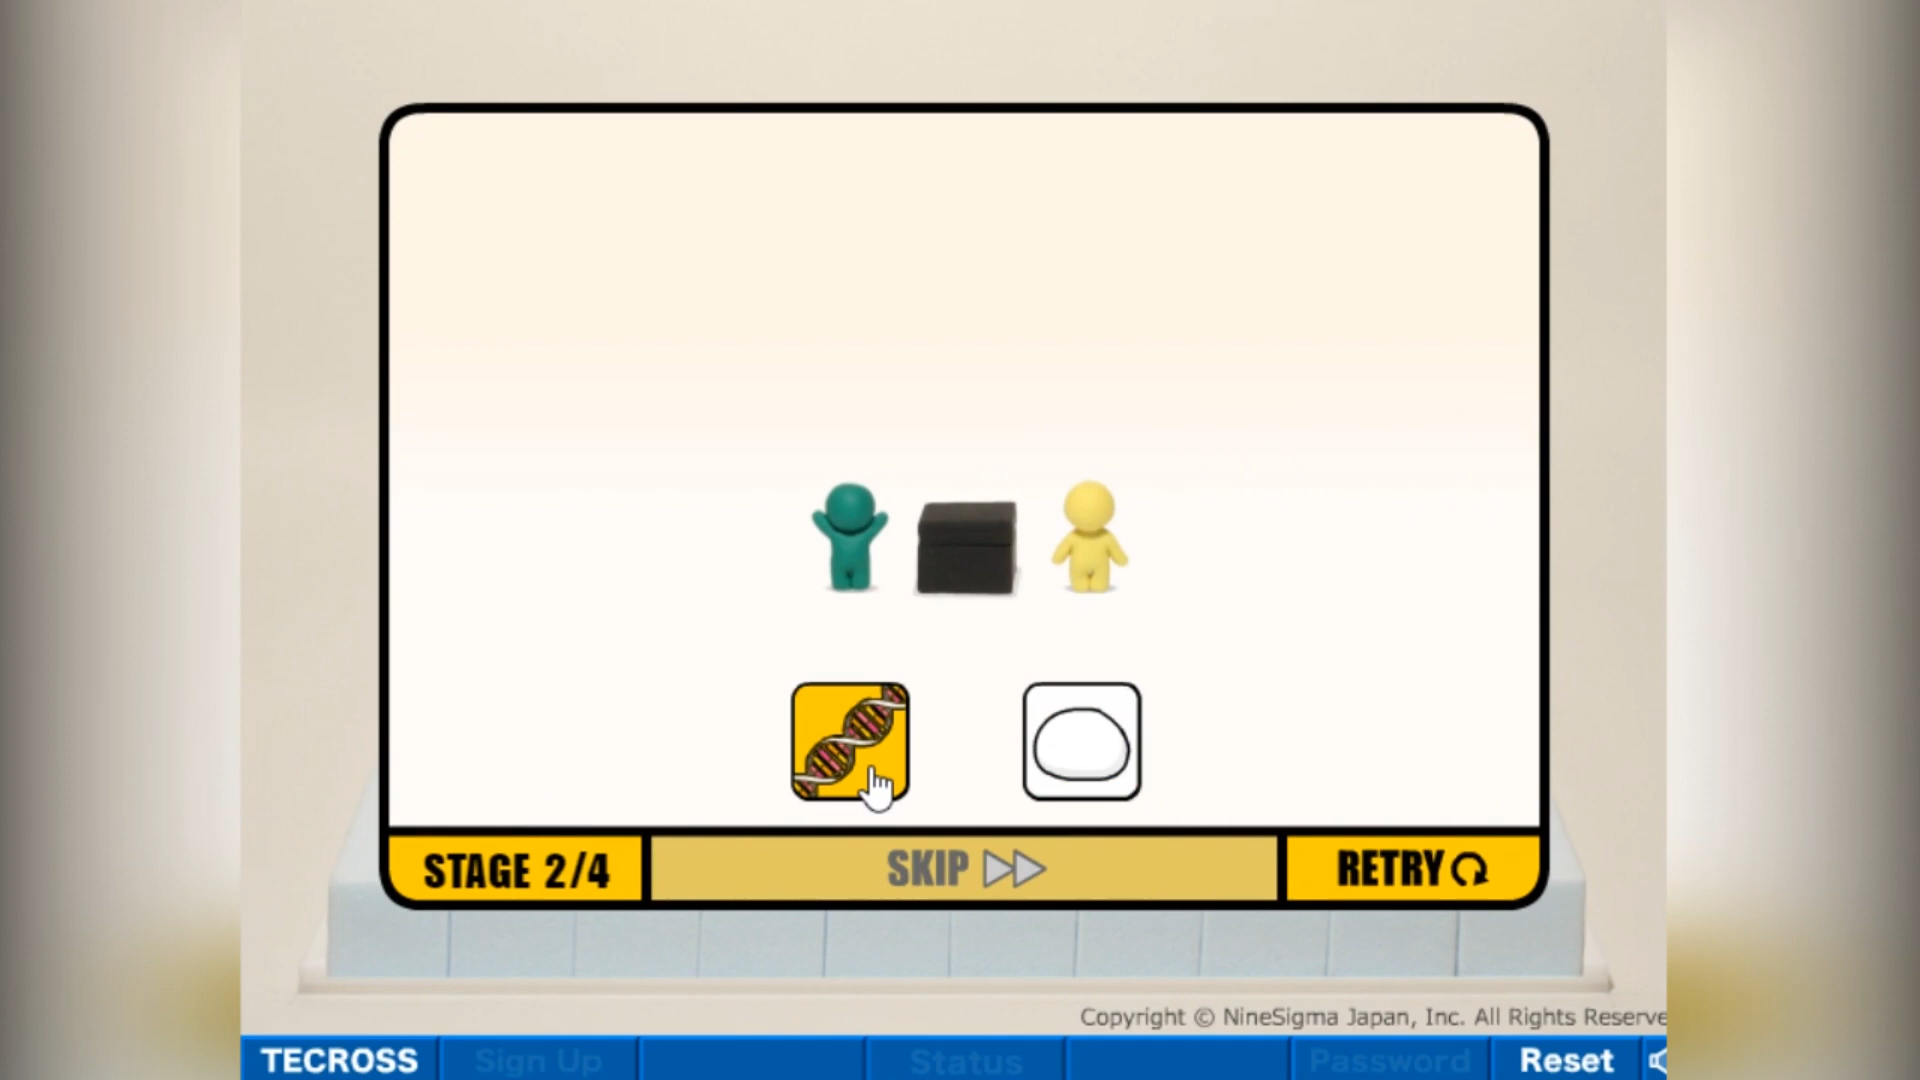 STAGE 2/4
SKIP
RETRY
Copyright © NineSigma Japan, Inc. All Rights Reserve
TECROSS
Sign Up
Status
Password
Reset